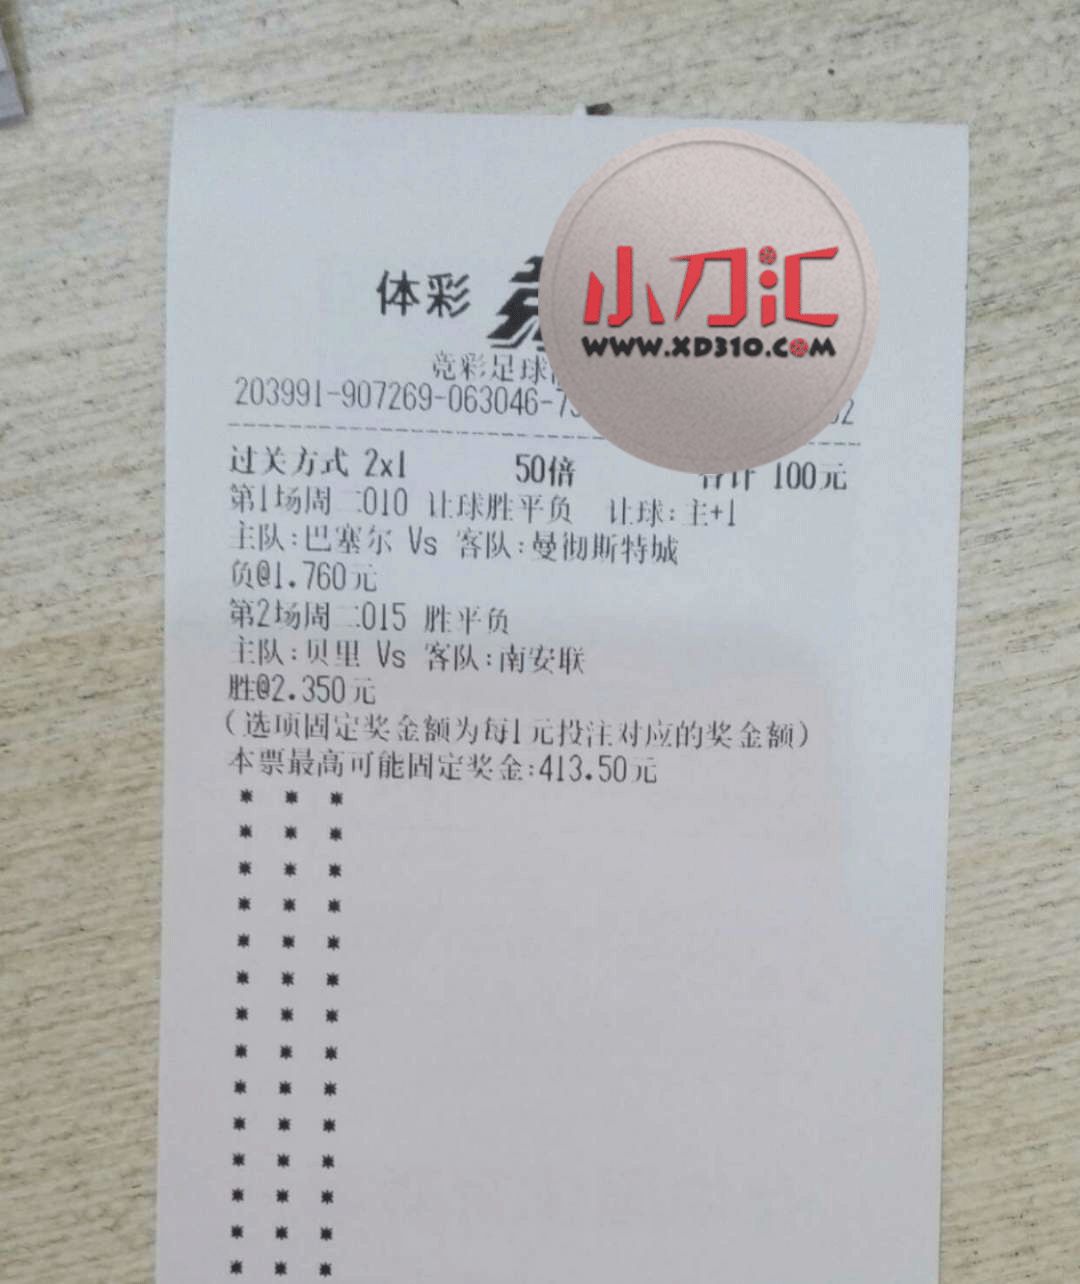 小刀汇
WWW.XD310.COM
体彩
竞彩足球
203991-907269-063046-7
过关方式 2x1 50倍 合计 100元
第1场周二010 让球胜平负 让球:主+1
主队:巴塞尔 Vs 客队:曼彻斯特城
负@1.760元
第2场周二015 胜平负
主队:贝里 Vs 客队:南安联
胜@2.350元
(选项固定奖金额为每1元投注对应的奖金额)
本票最高可能固定奖金:413.50元